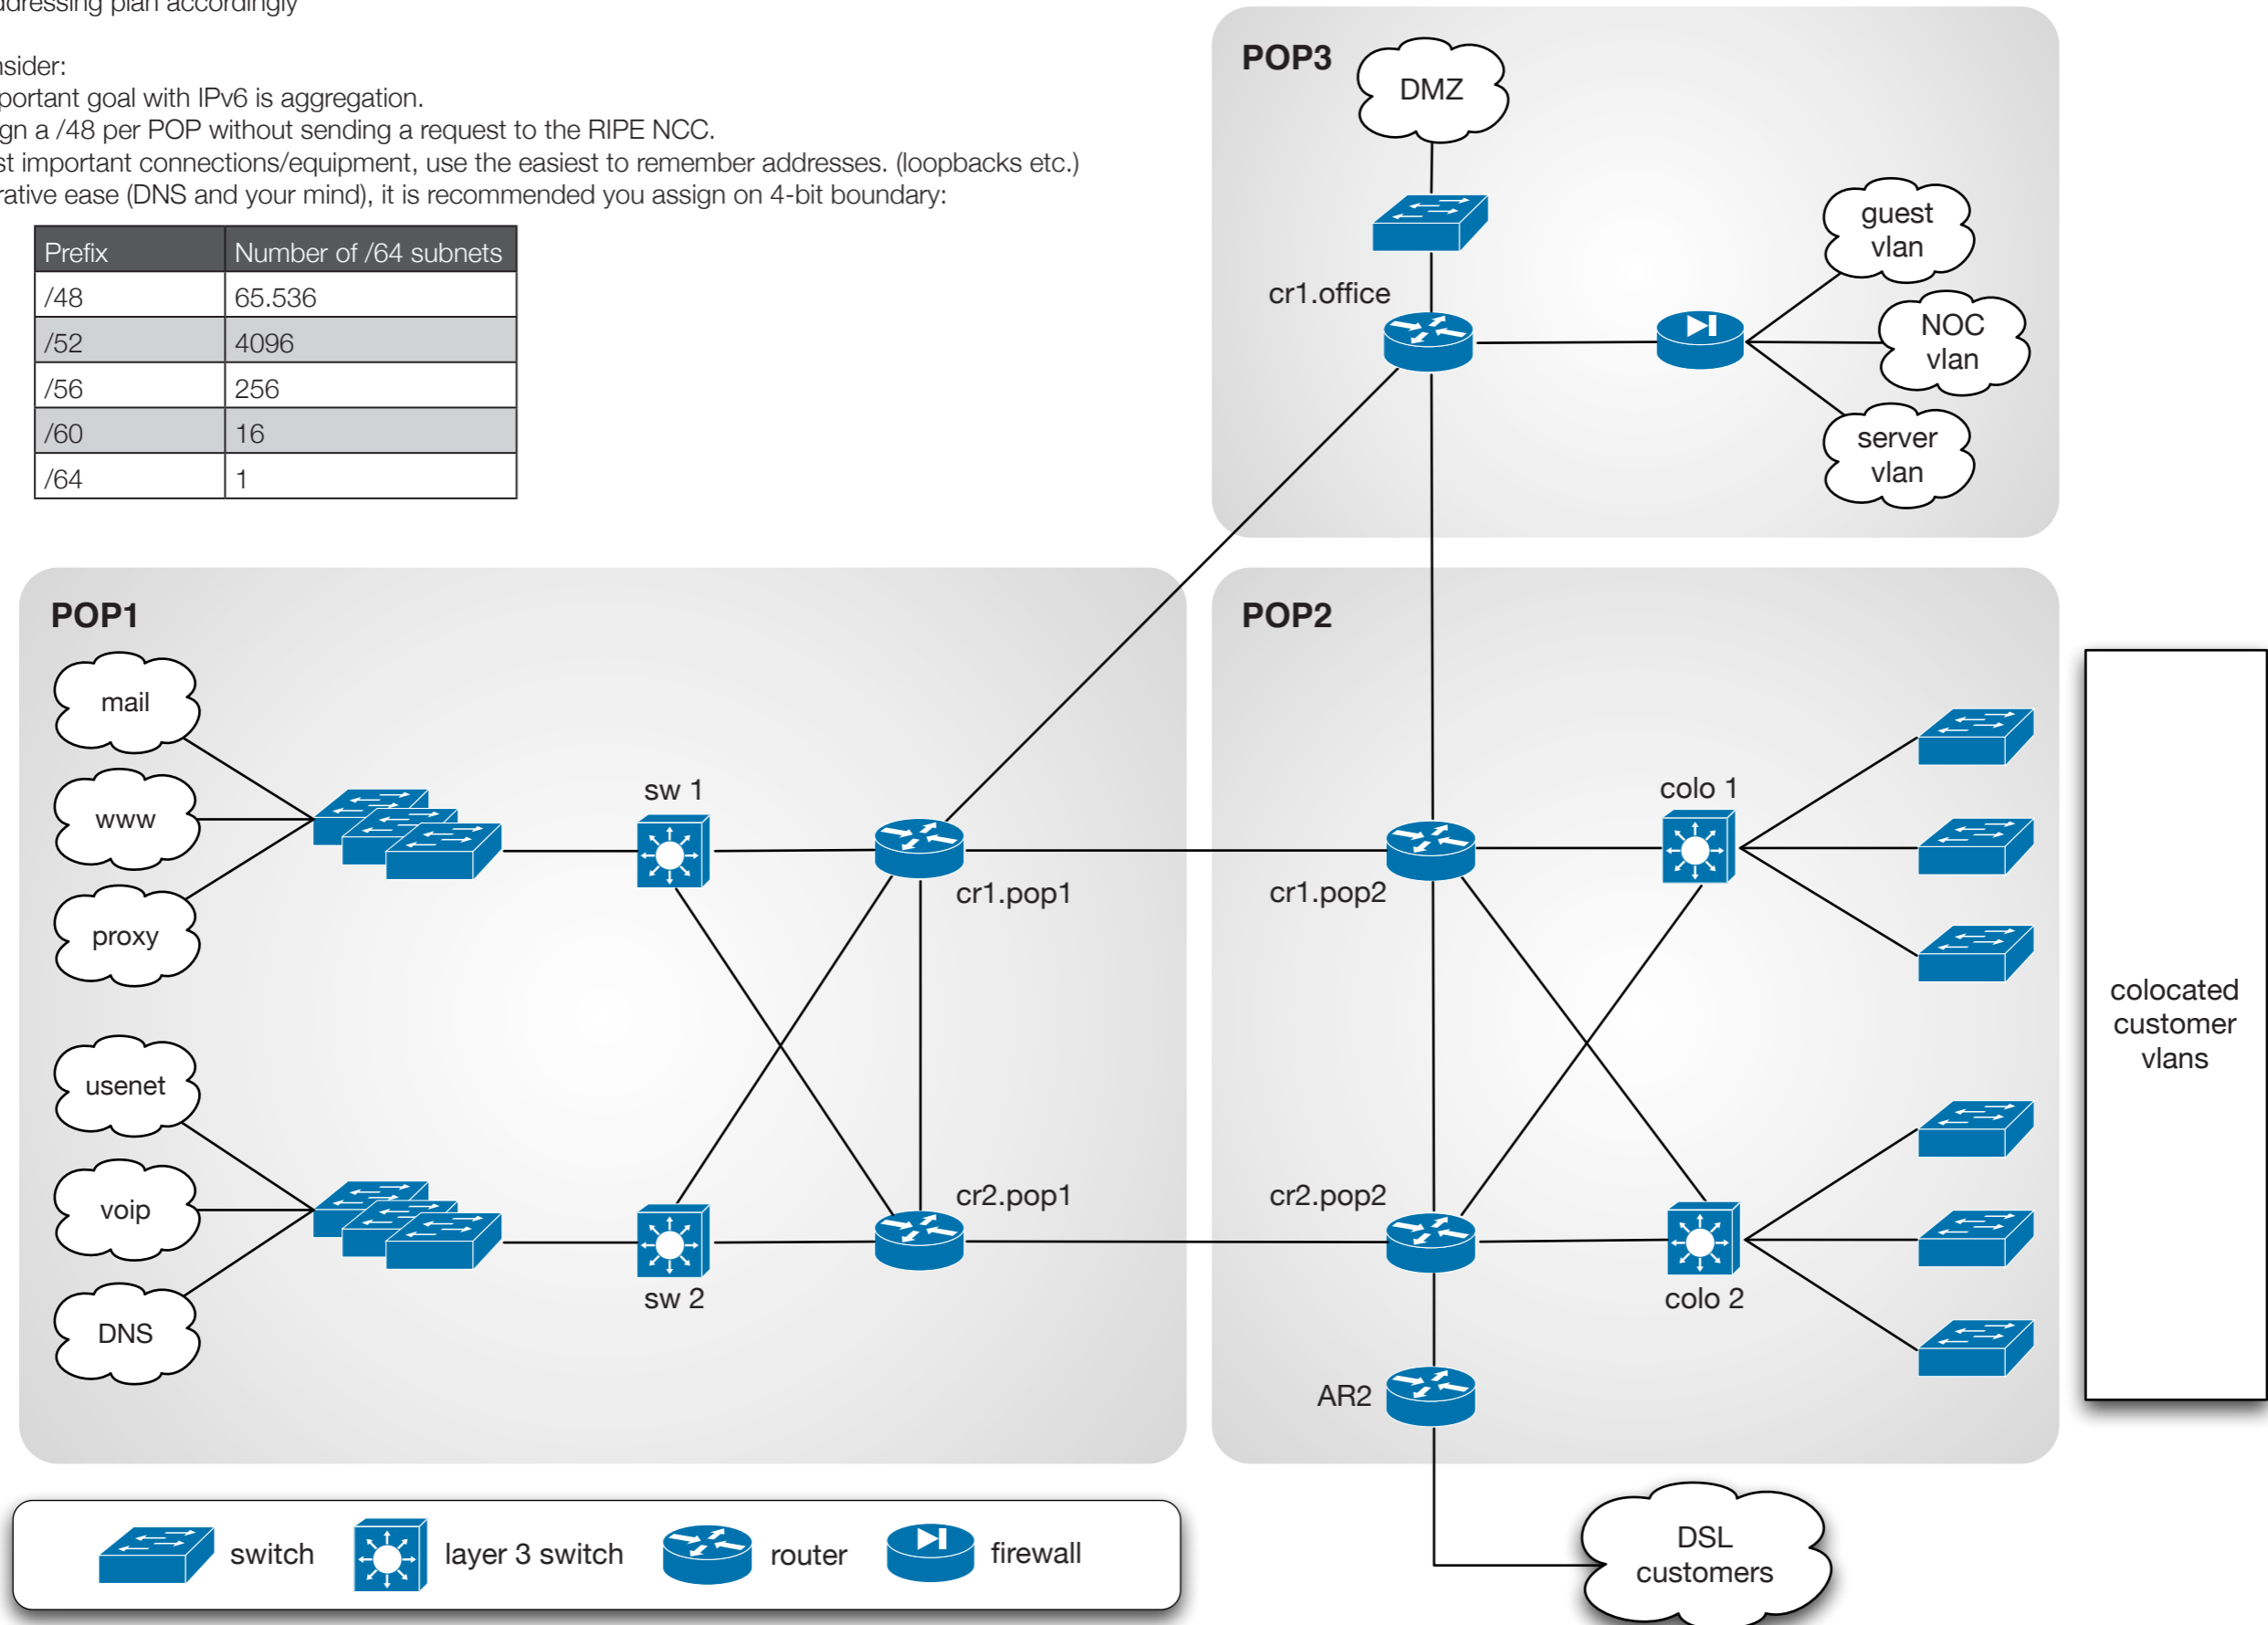 addressing plan accordingly
nsider:
portant goal with IPv6 is aggregation.
ign a /48 per POP without sending a request to the RIPE NCC.
st important connections/equipment, use the easiest to remember addresses. (loopbacks etc.)
rative ease (DNS and your mind), it is recommended you assign on 4-bit boundary:
Prefix Number of /64 subnets
/48 65.536
/52 4096
/56 256
/60 16
/64 1
POP3
DMZ
cr1.office
guest
vlan
NOC
vlan
server
vlan
POP1
mail
www
proxy
usenet
voip
DNS
sw 1
sw 2
cr1.pop1
cr2.pop1
POP2
cr1.pop2
cr2.pop2
colo 1
colo 2
AR2
colocated
customer
vlans
DSL
customers
switch
layer 3 switch
router
firewall